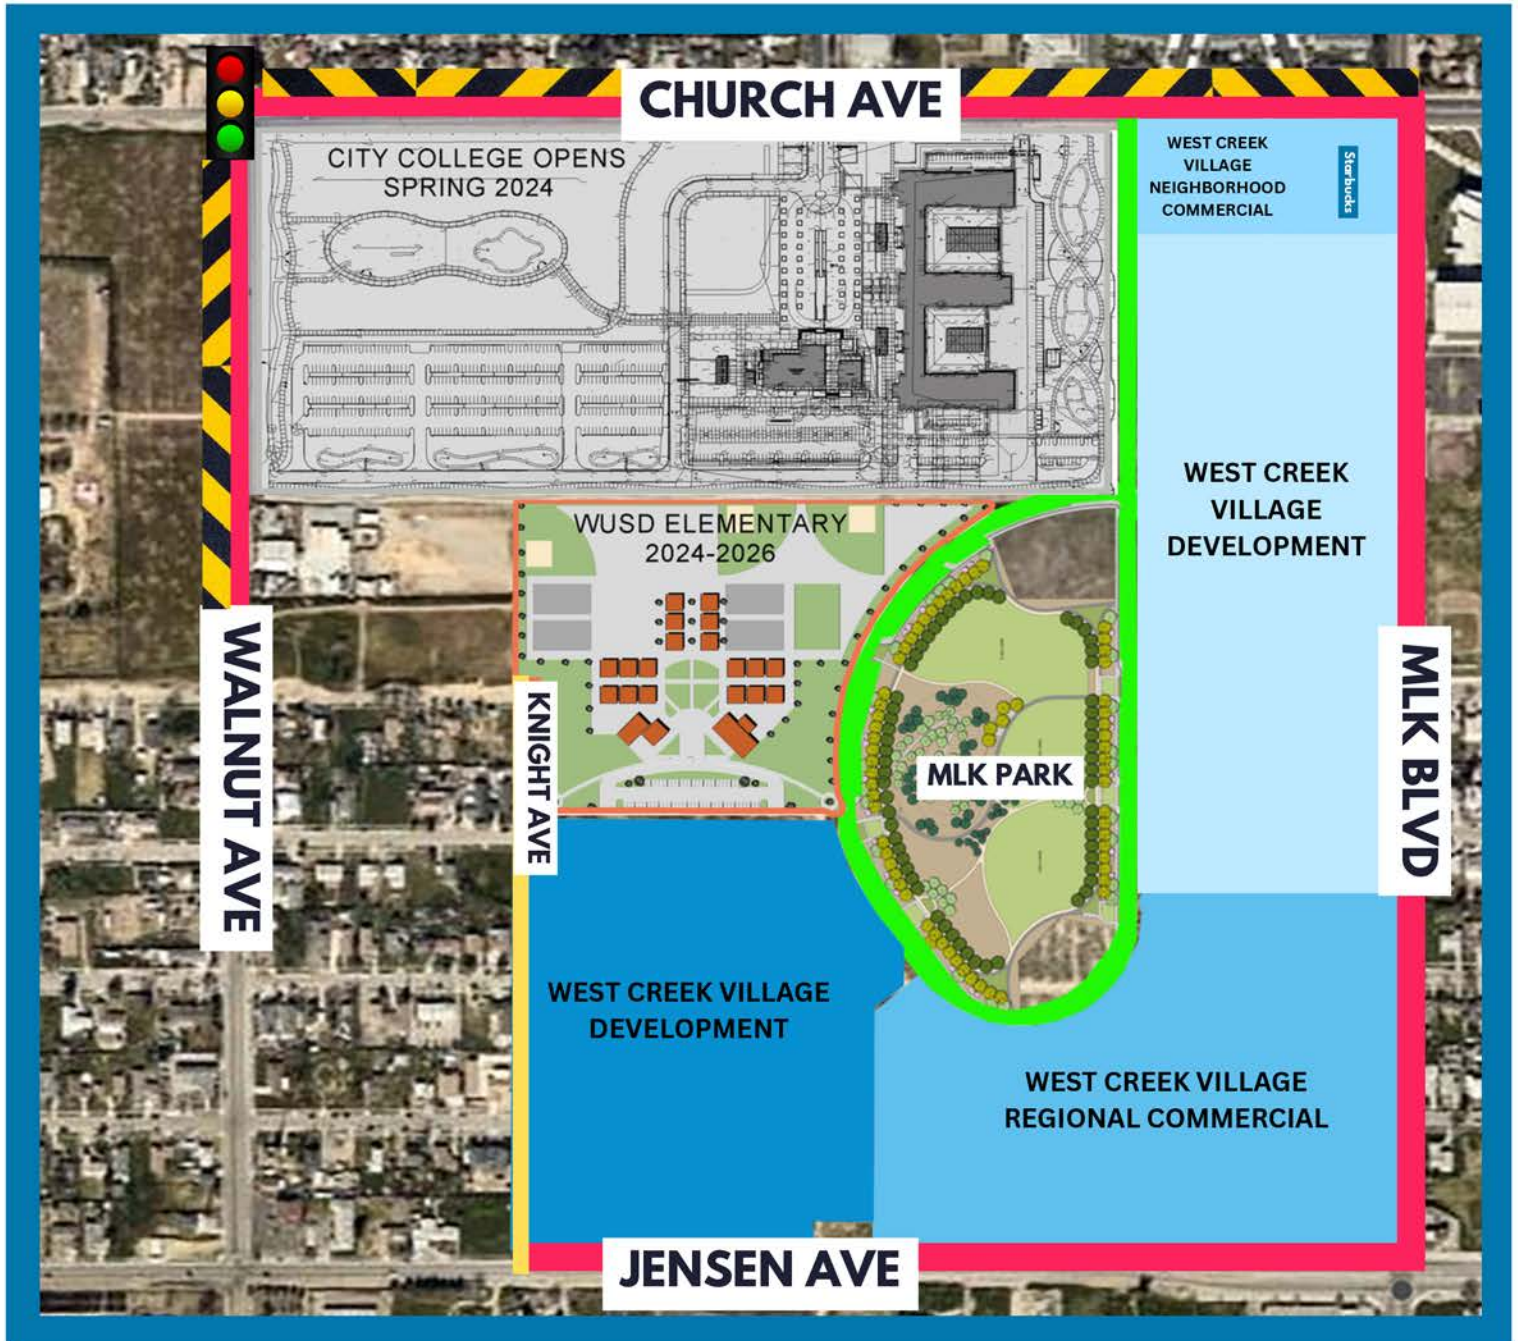 CHURCH AVE
CITY COLLEGE OPENS
SPRING 2024
WEST CREEK
VILLAGE
NEIGHBORHOOD
COMMERCIAL
Starbucks
WEST CREEK
VILLAGE
DEVELOPMENT
WUSD ELEMENTARY
2024-2026
WALNUT AVE
KNIGHT AVE
MLK PARK
MLK BLVD
WEST CREEK VILLAGE
DEVELOPMENT
WEST CREEK VILLAGE
REGIONAL COMMERCIAL
JENSEN AVE